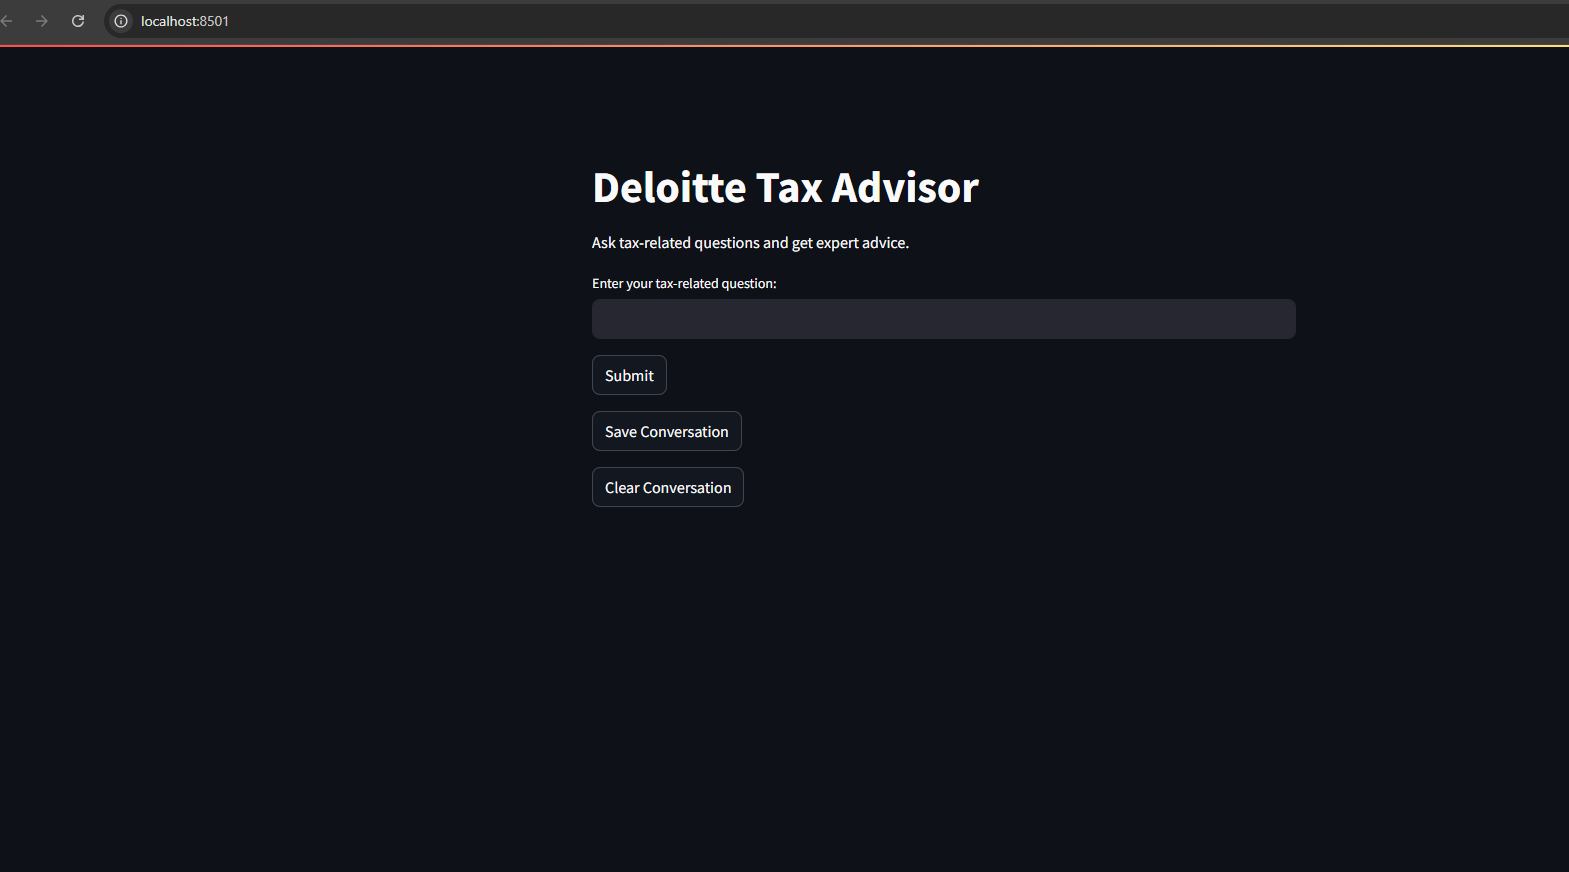 localhost:8501
Deloitte Tax Advisor
Ask tax-related questions and get expert advice.
Enter your tax-related question:
Submit
Save Conversation
Clear Conversation